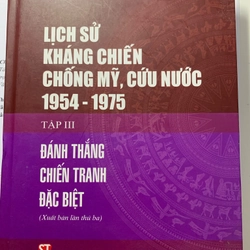 LỊCH SỬ
KHÁNG CHIẾN
CHỐNG MỸ, CỨU NƯỚC
1954 - 1975
TẬP III
ĐÁNH THẮNG
CHIẾN TRANH
ĐẶC BIỆT
(Xuất bản lần thứ ba)
ST